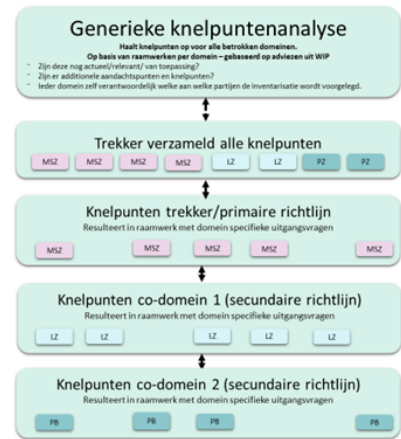 Generieke knelpuntenanalyse
Haalt knelpunten op voor alle betrokken domeinen.
Op basis van raamwerken per domein – gebaseerd op adviezen uit WIP
- Zijn deze nog actueel/relevant/ van toepassing?
- Zijn er additionele aandachtspunten en knelpunten?
- Ieder domein zelf verantwoordelijk welke aan welke partijen de inventarisatie wordt voorgelegd.
Trekker verzameld alle knelpunten
MSZ MSZ MSZ MSZ LZ LZ PZ PZ
Knelpunten trekker/primaire richtlijn
Resulteert in raamwerk met domein specifieke uitgangsvragen
MSZ MSZ MSZ MSZ MSZ
Knelpunten co-domein 1 (secundaire richtlijn)
Resulteert in raamwerk met domein specifieke uitgangsvragen
LZ LZ LZ LZ LZ
Knelpunten co-domein 2 (secundaire richtlijn)
Resulteert in raamwerk met domein specifieke uitgangsvragen
PB PB PB PB